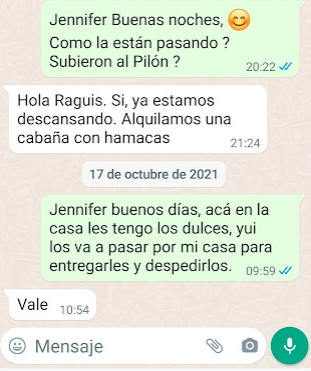 Jennifer Buenas noches, 😊
Como la están pasando ?
Subieron al Pilón ?
20:22
Hola Raguis. Si, ya estamos
descansando. Alquilamos una
cabaña con hamacas
21:24
17 de octubre de 2021
Jennifer buenos días, acá en la
casa les tengo los dulces, yui
los va a pasar por mi casa para
entregarles y despedirlos.
09:59
Vale 10:54
Mensaje